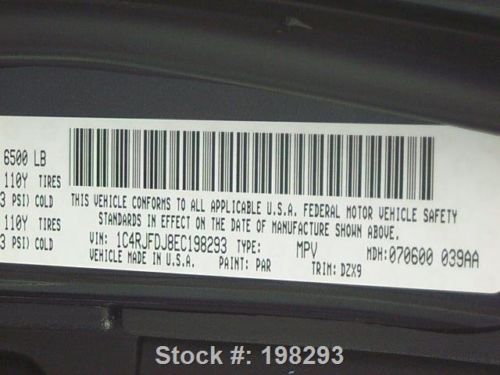 6500 LB
110Y TIRES
3 PSI) COLD
110Y TIRES
3 PSI) COLD
THIS VEHICLE CONFORMS TO ALL APPLICABLE U.S.A. FEDERAL MOTOR VEHICLE SAFETY
STANDARDS IN EFFECT ON THE DATE OF MANUFACTURE SHOWN ABOVE.
VIN: 1C4RJFDJ8EC198293 TYPE: MPV MDH: 070600 039AA
VEHICLE MADE IN U.S.A. PAINT: PAR TRIM: DZX9
Stock #: 198293